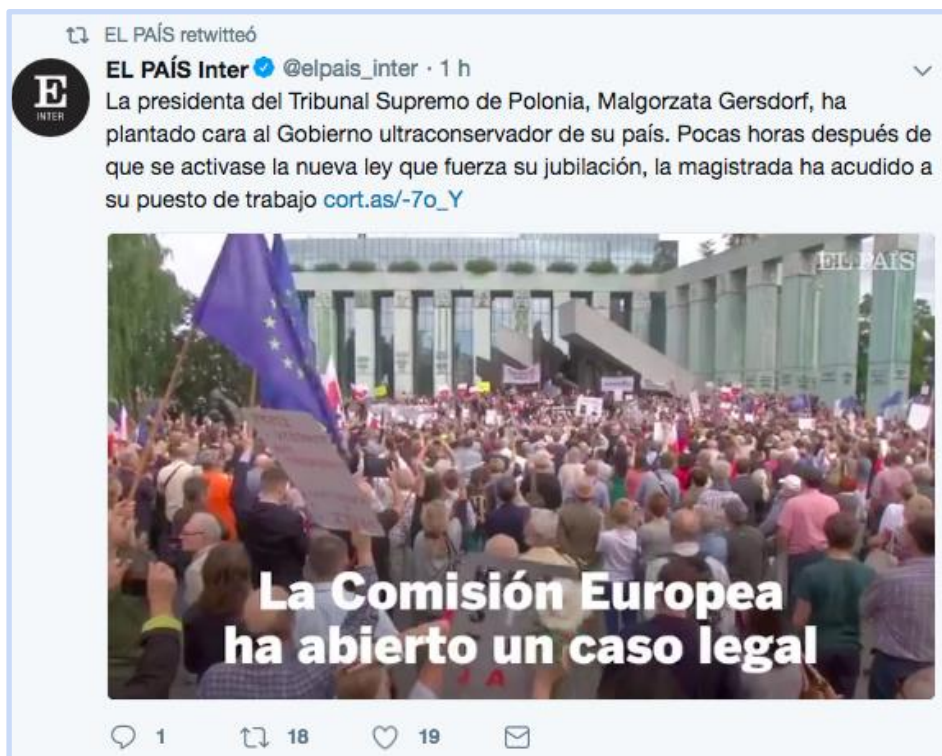 EL PAÍS retwitteó
EL PAÍS Inter @elpais_inter · 1 h
E
INTER
La presidenta del Tribunal Supremo de Polonia, Malgorzata Gersdorf, ha
plantado cara al Gobierno ultraconservador de su país. Pocas horas después de
que se activase la nueva ley que fuerza su jubilación, la magistrada ha acudido a
su puesto de trabajo cort.as/-7o_Y
EL PAÍS
La Comisión Europea
ha abierto un caso legal
1 18 19